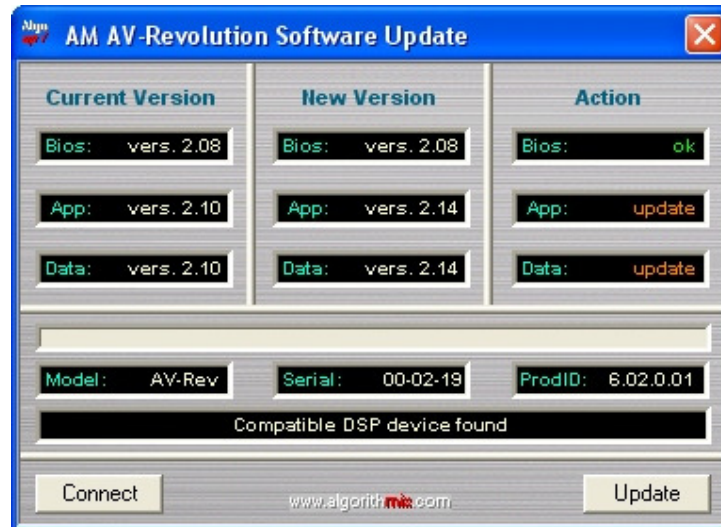 AM AV-Revolution Software Update
Current Version New Version Action
Bios: vers. 2.08 Bios: vers. 2.08 Bios: ok
App: vers. 2.10 App: vers. 2.14 App: update
Data: vers. 2.10 Data: vers. 2.14 Data: update
Model: AV-Rev Serial: 00-02-19 ProdID: 6.02.0.01
Compatible DSP device found
Connect www.algorithmix.com Update